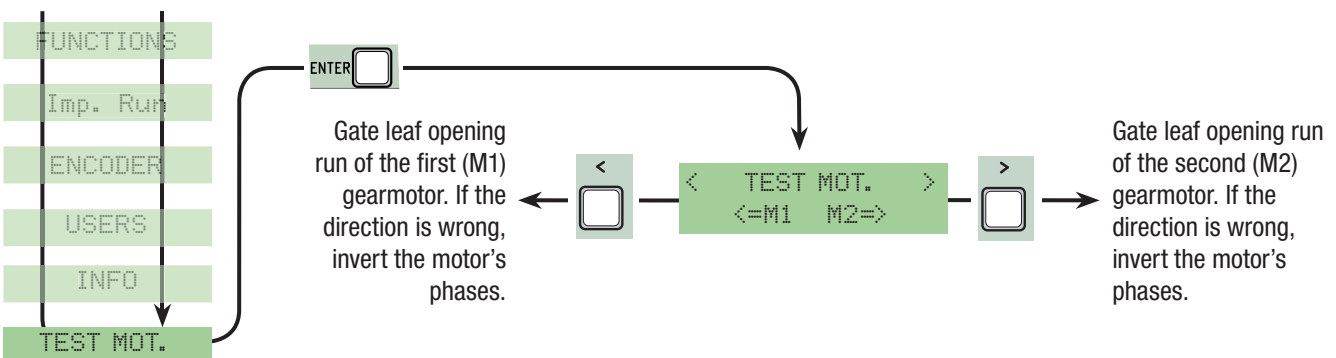 FUNCTIONS
Imp. Run
ENCODER
USERS
INFO
TEST MOT.
ENTER
Gate leaf opening
run of the first (M1)
gearmotor. If the
direction is wrong,
invert the motor's
phases.
<
< TEST MOT. >
<=M1 M2=>
>
Gate leaf opening run
of the second (M2)
gearmotor. If the
direction is wrong,
invert the motor's
phases.